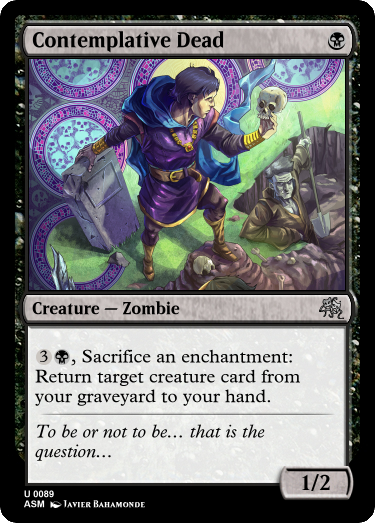 Contemplative Dead
Creature — Zombie
3, Sacrifice an enchantment:
Return target creature card from
your graveyard to your hand.
To be or not to be… that is the
question…
1/2
U 0089
ASM Javier Bahamonde